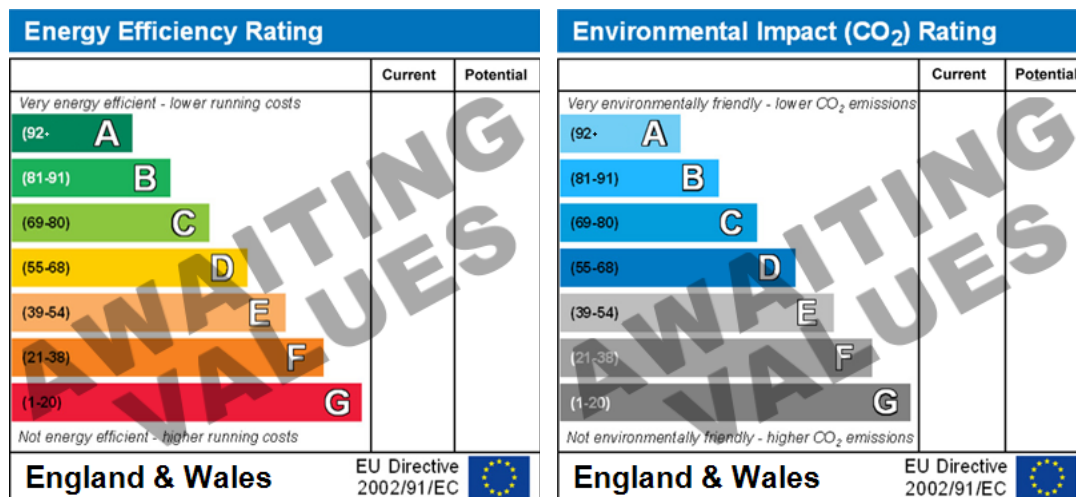 Energy Efficiency Rating
Current Potential
Very energy efficient - lower running costs
(92+ A
(81-91) B
(69-80) C
(55-68) D
(39-54) E
(21-38) F
(1-20) G
Not energy efficient - higher running costs
AWAITING
VALUES
England & Wales
EU Directive
2002/91/EC
Environmental Impact (CO₂) Rating
Current Potential
Very environmentally friendly - lower CO₂ emissions
(92+ A
(81-91) B
(69-80) C
(55-68) D
(39-54) E
(21-38) F
(1-20) G
Not environmentally friendly - higher CO₂ emissions
AWAITING
VALUES
England & Wales
EU Directive
2002/91/EC